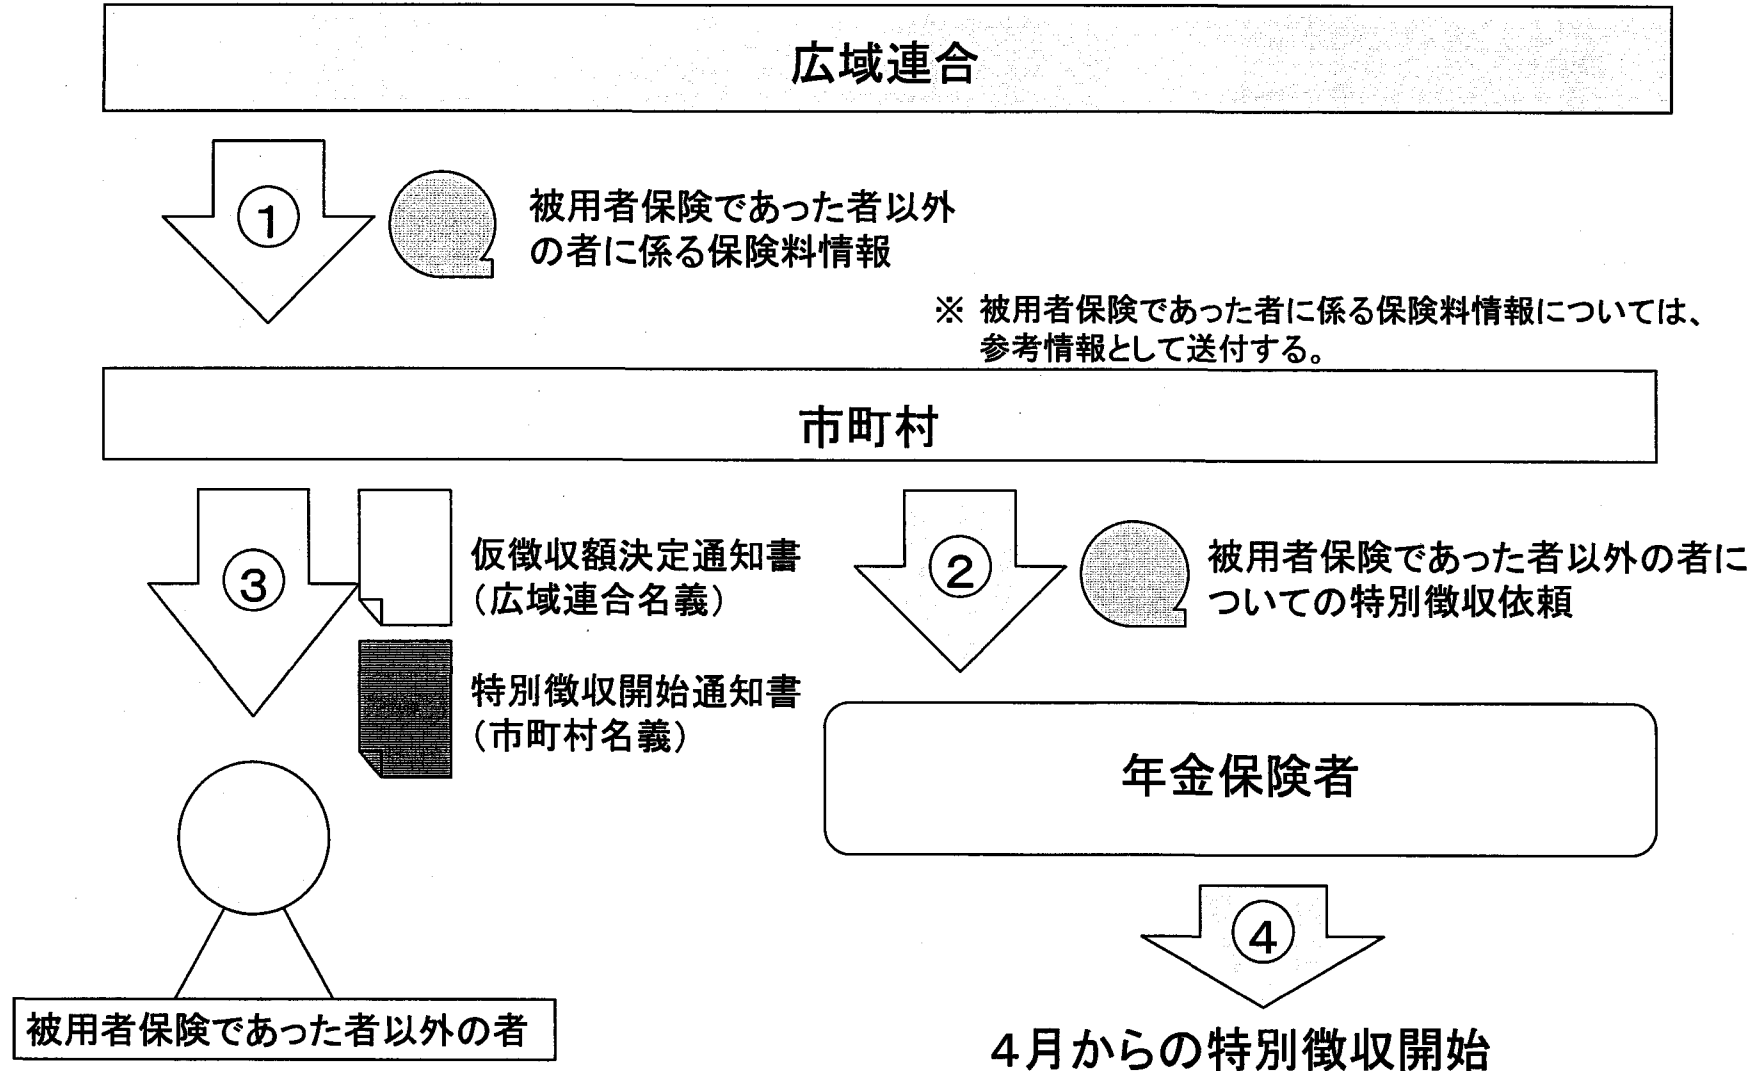 広域連合
①
被用者保険であった者以外
の者に係る保険料情報
※ 被用者保険であった者に係る保険料情報については、
参考情報として送付する。
市町村
③
仮徴収額決定通知書
（広域連合名義）
特別徴収開始通知書
（市町村名義）
②
被用者保険であった者以外の者に
ついての特別徴収依頼
年金保険者
④
4月からの特別徴収開始
被用者保険であった者以外の者